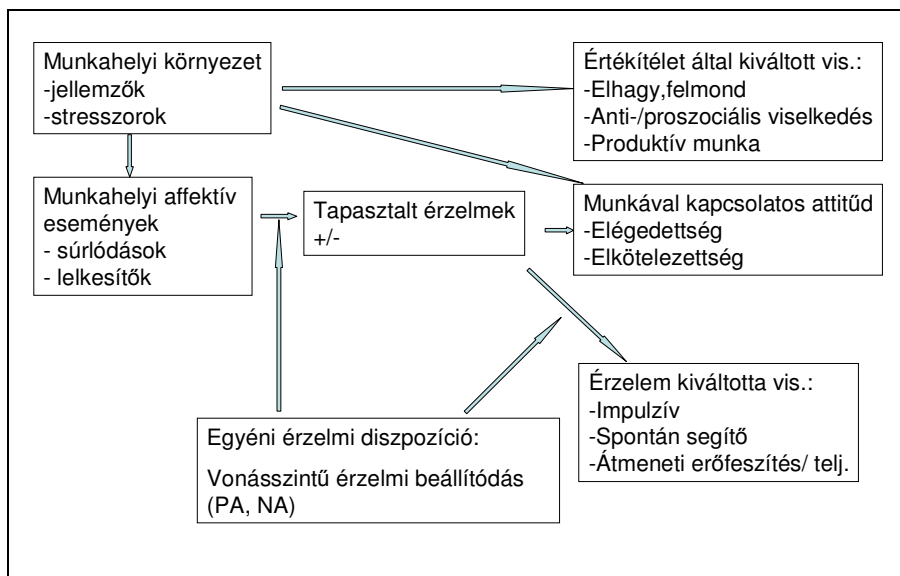 Munkahelyi környezet
-jellemzők
-stresszorok
Értékítélet által kiváltott vis.:
-Elhagy,felmond
-Anti-/proszociális viselkedés
-Produktív munka
Munkahelyi affektív
események
- súrlódások
- lelkesítők
Tapasztalt érzelmek
+/-
Munkával kapcsolatos attitűd
-Elégedettség
-Elkötelezettség
Egyéni érzelmi diszpozíció:
Vonásszintű érzelmi beállítódás
(PA, NA)
Érzelem kiváltotta vis.:
-Impulzív
-Spontán segítő
-Átmeneti erőfeszítés/ telj.